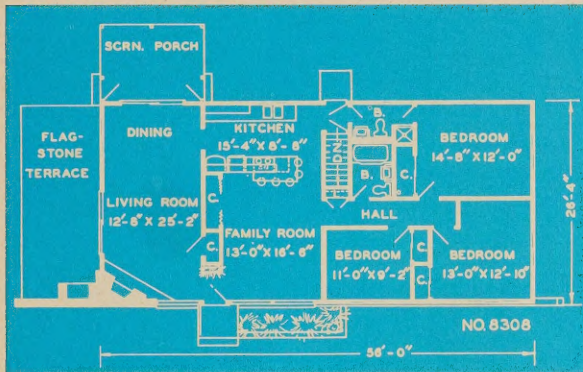 SCRN. PORCH
FLAG-
STONE
TERRACE
DINING
KITCHEN
15'-4" X 8'-6"
LIVING ROOM
12'-8" X 25'-2"
C.
C.
FAMILY ROOM
13'-0" X 16'-6"
DN
B.
B.
C.
BEDROOM
14'-8" X 12'-0"
HALL
BEDROOM
11'-0" X 9'-2"
C.
C.
BEDROOM
13'-0" X 12'-10"
26'-4"
NO. 8308
56'-0"